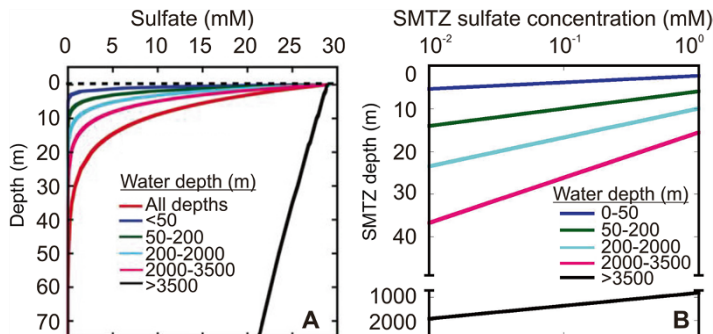 Sulfate (mM)
0 5 10 15 20 25 30
0
10
20
30
40
50
60
70
Depth (m)
Water depth (m)
All depths
<50
50-200
200-2000
2000-3500
>3500
A
SMTZ sulfate concentration (mM)
10⁻² 10⁻¹ 10⁰
0
10
20
30
40
1000
2000
SMTZ depth (m)
Water depth (m)
0-50
50-200
200-2000
2000-3500
>3500
B